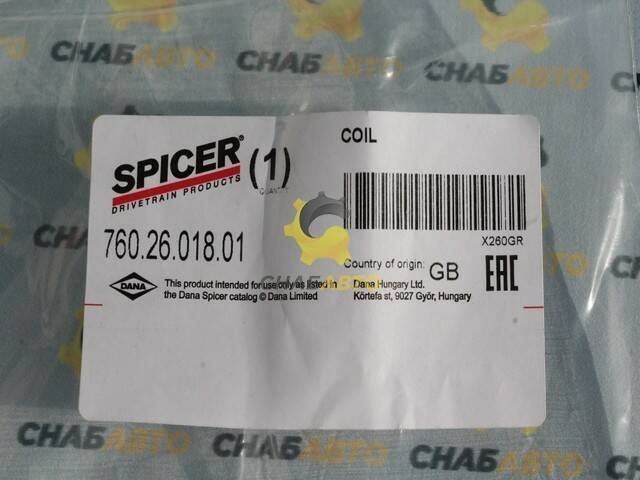 СНАБАВТО
СНАБАВТО
СНАБАВТО
SPICER®
DRIVETRAIN PRODUCTS
(1)
QUANTITY
COIL
X260GR
760.26.018.01
Country of origin: GB
EAC
DANA
This product intended for use only as listed in
the Dana Spicer catalog © Dana Limited
Dana Hungary Ltd.
Körtefa st, 9027 Győr, Hungary
СНАБАВТО
СНАБАВТО
СНАБАВТО